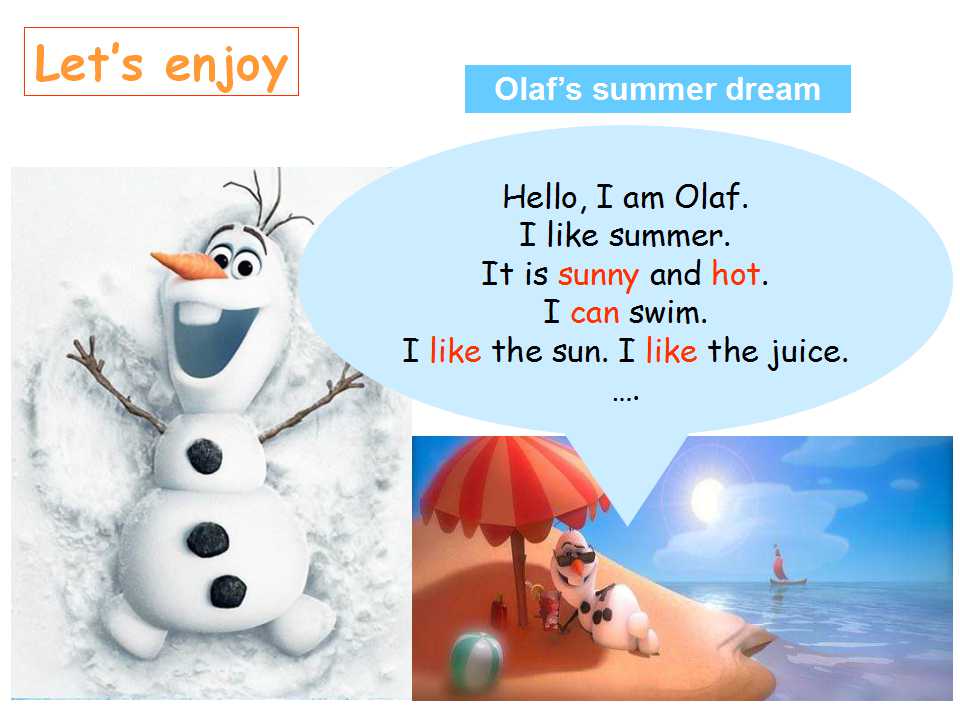 Let's enjoy
Olaf's summer dream
Hello, I am Olaf.
I like summer.
It is sunny and hot.
I can swim.
I like the sun. I like the juice.
….